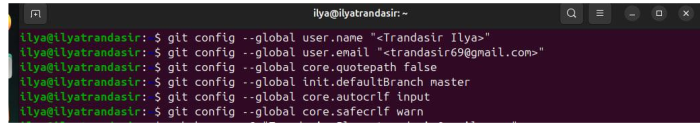 ilya@ilyatrandasir: ~
ilya@ilyatrandasir:~$ git config --global user.name "<Trandasir Ilya>"
ilya@ilyatrandasir:~$ git config --global user.email "<trandasir69@gmail.com>"
ilya@ilyatrandasir:~$ git config --global core.quotepath false
ilya@ilyatrandasir:~$ git config --global init.defaultBranch master
ilya@ilyatrandasir:~$ git config --global core.autocrlf input
ilya@ilyatrandasir:~$ git config --global core.safecrlf warn